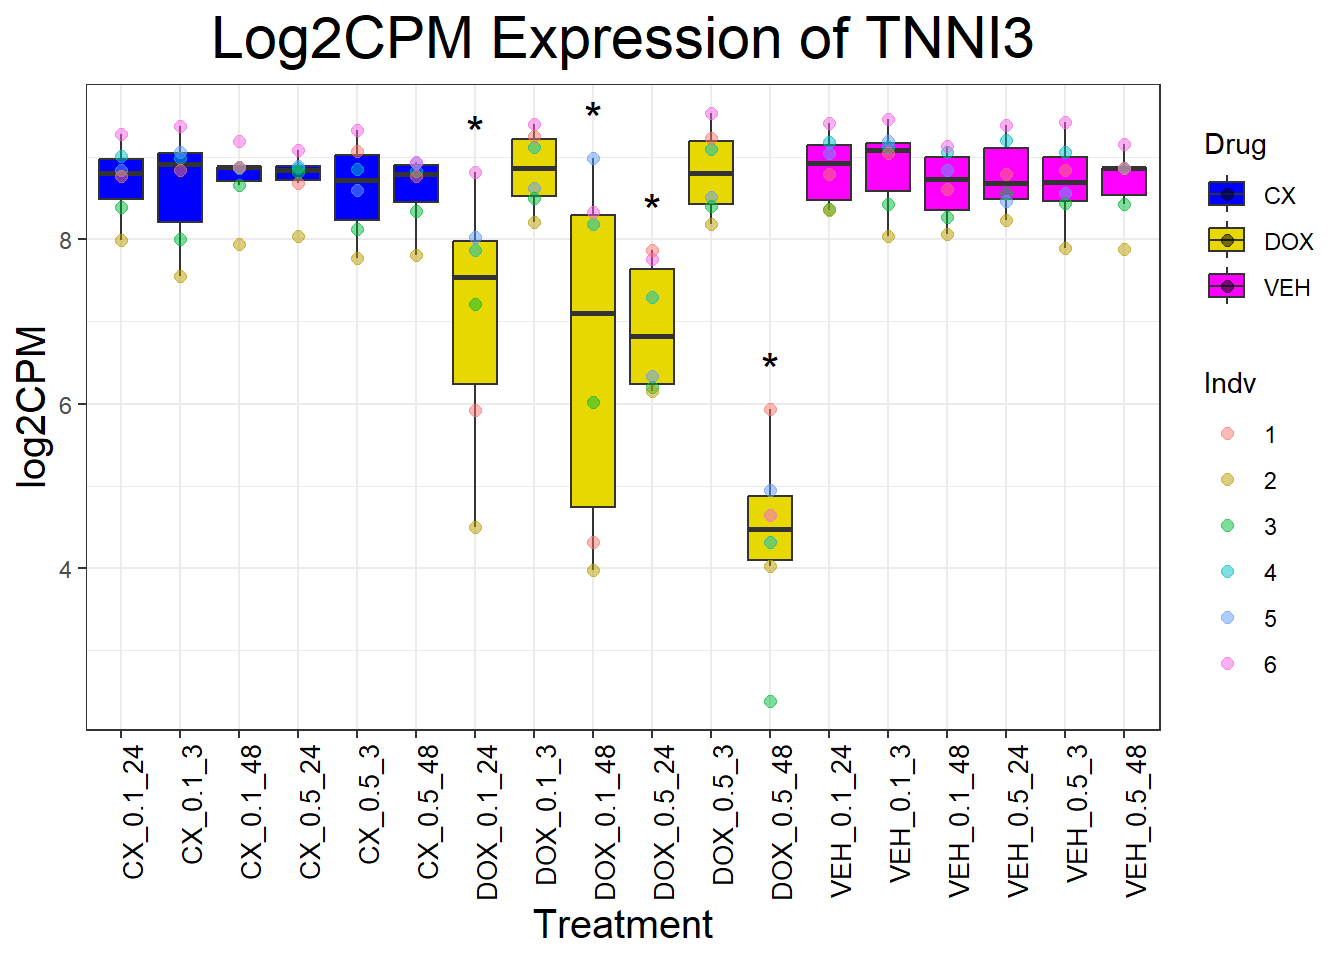 Log2CPM Expression of TNNI3
*
*
*
*
8
6
4
log2CPM
CX_0.1_24
CX_0.1_3
CX_0.1_48
CX_0.5_24
CX_0.5_3
CX_0.5_48
DOX_0.1_24
DOX_0.1_3
DOX_0.1_48
DOX_0.5_24
DOX_0.5_3
DOX_0.5_48
VEH_0.1_24
VEH_0.1_3
VEH_0.1_48
VEH_0.5_24
VEH_0.5_3
VEH_0.5_48
Treatment
Drug
CX
DOX
VEH
Indv
1
2
3
4
5
6